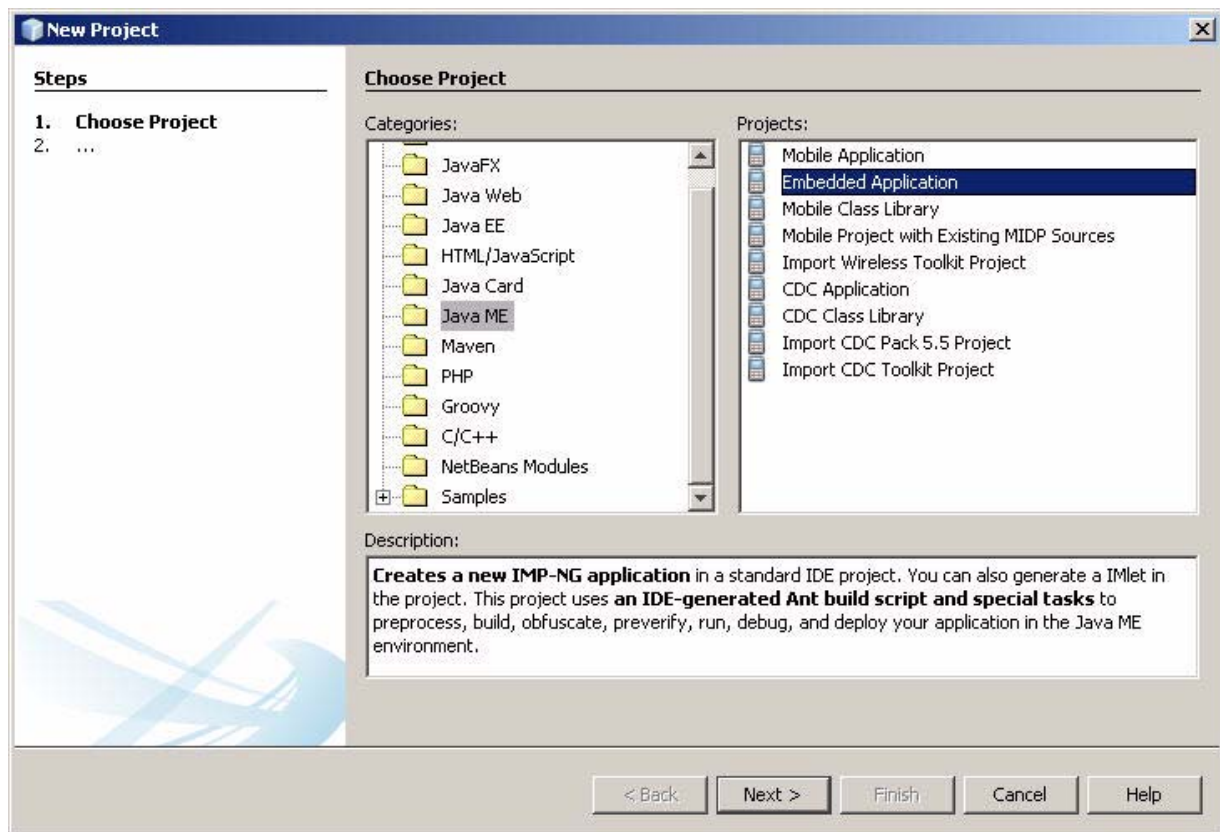 New Project
Steps
1. Choose Project
2. ...
Choose Project
Categories:
JavaFX
Java Web
Java EE
HTML/JavaScript
Java Card
Java ME
Maven
PHP
Groovy
C/C++
NetBeans Modules
Samples
Projects:
Mobile Application
Embedded Application
Mobile Class Library
Mobile Project with Existing MIDP Sources
Import Wireless Toolkit Project
CDC Application
CDC Class Library
Import CDC Pack 5.5 Project
Import CDC Toolkit Project
Description:
Creates a new IMP-NG application in a standard IDE project. You can also generate a IMlet in
the project. This project uses an IDE-generated Ant build script and special tasks to
preprocess, build, obfuscate, preverify, run, debug, and deploy your application in the Java ME
environment.
< Back
Next >
Finish
Cancel
Help